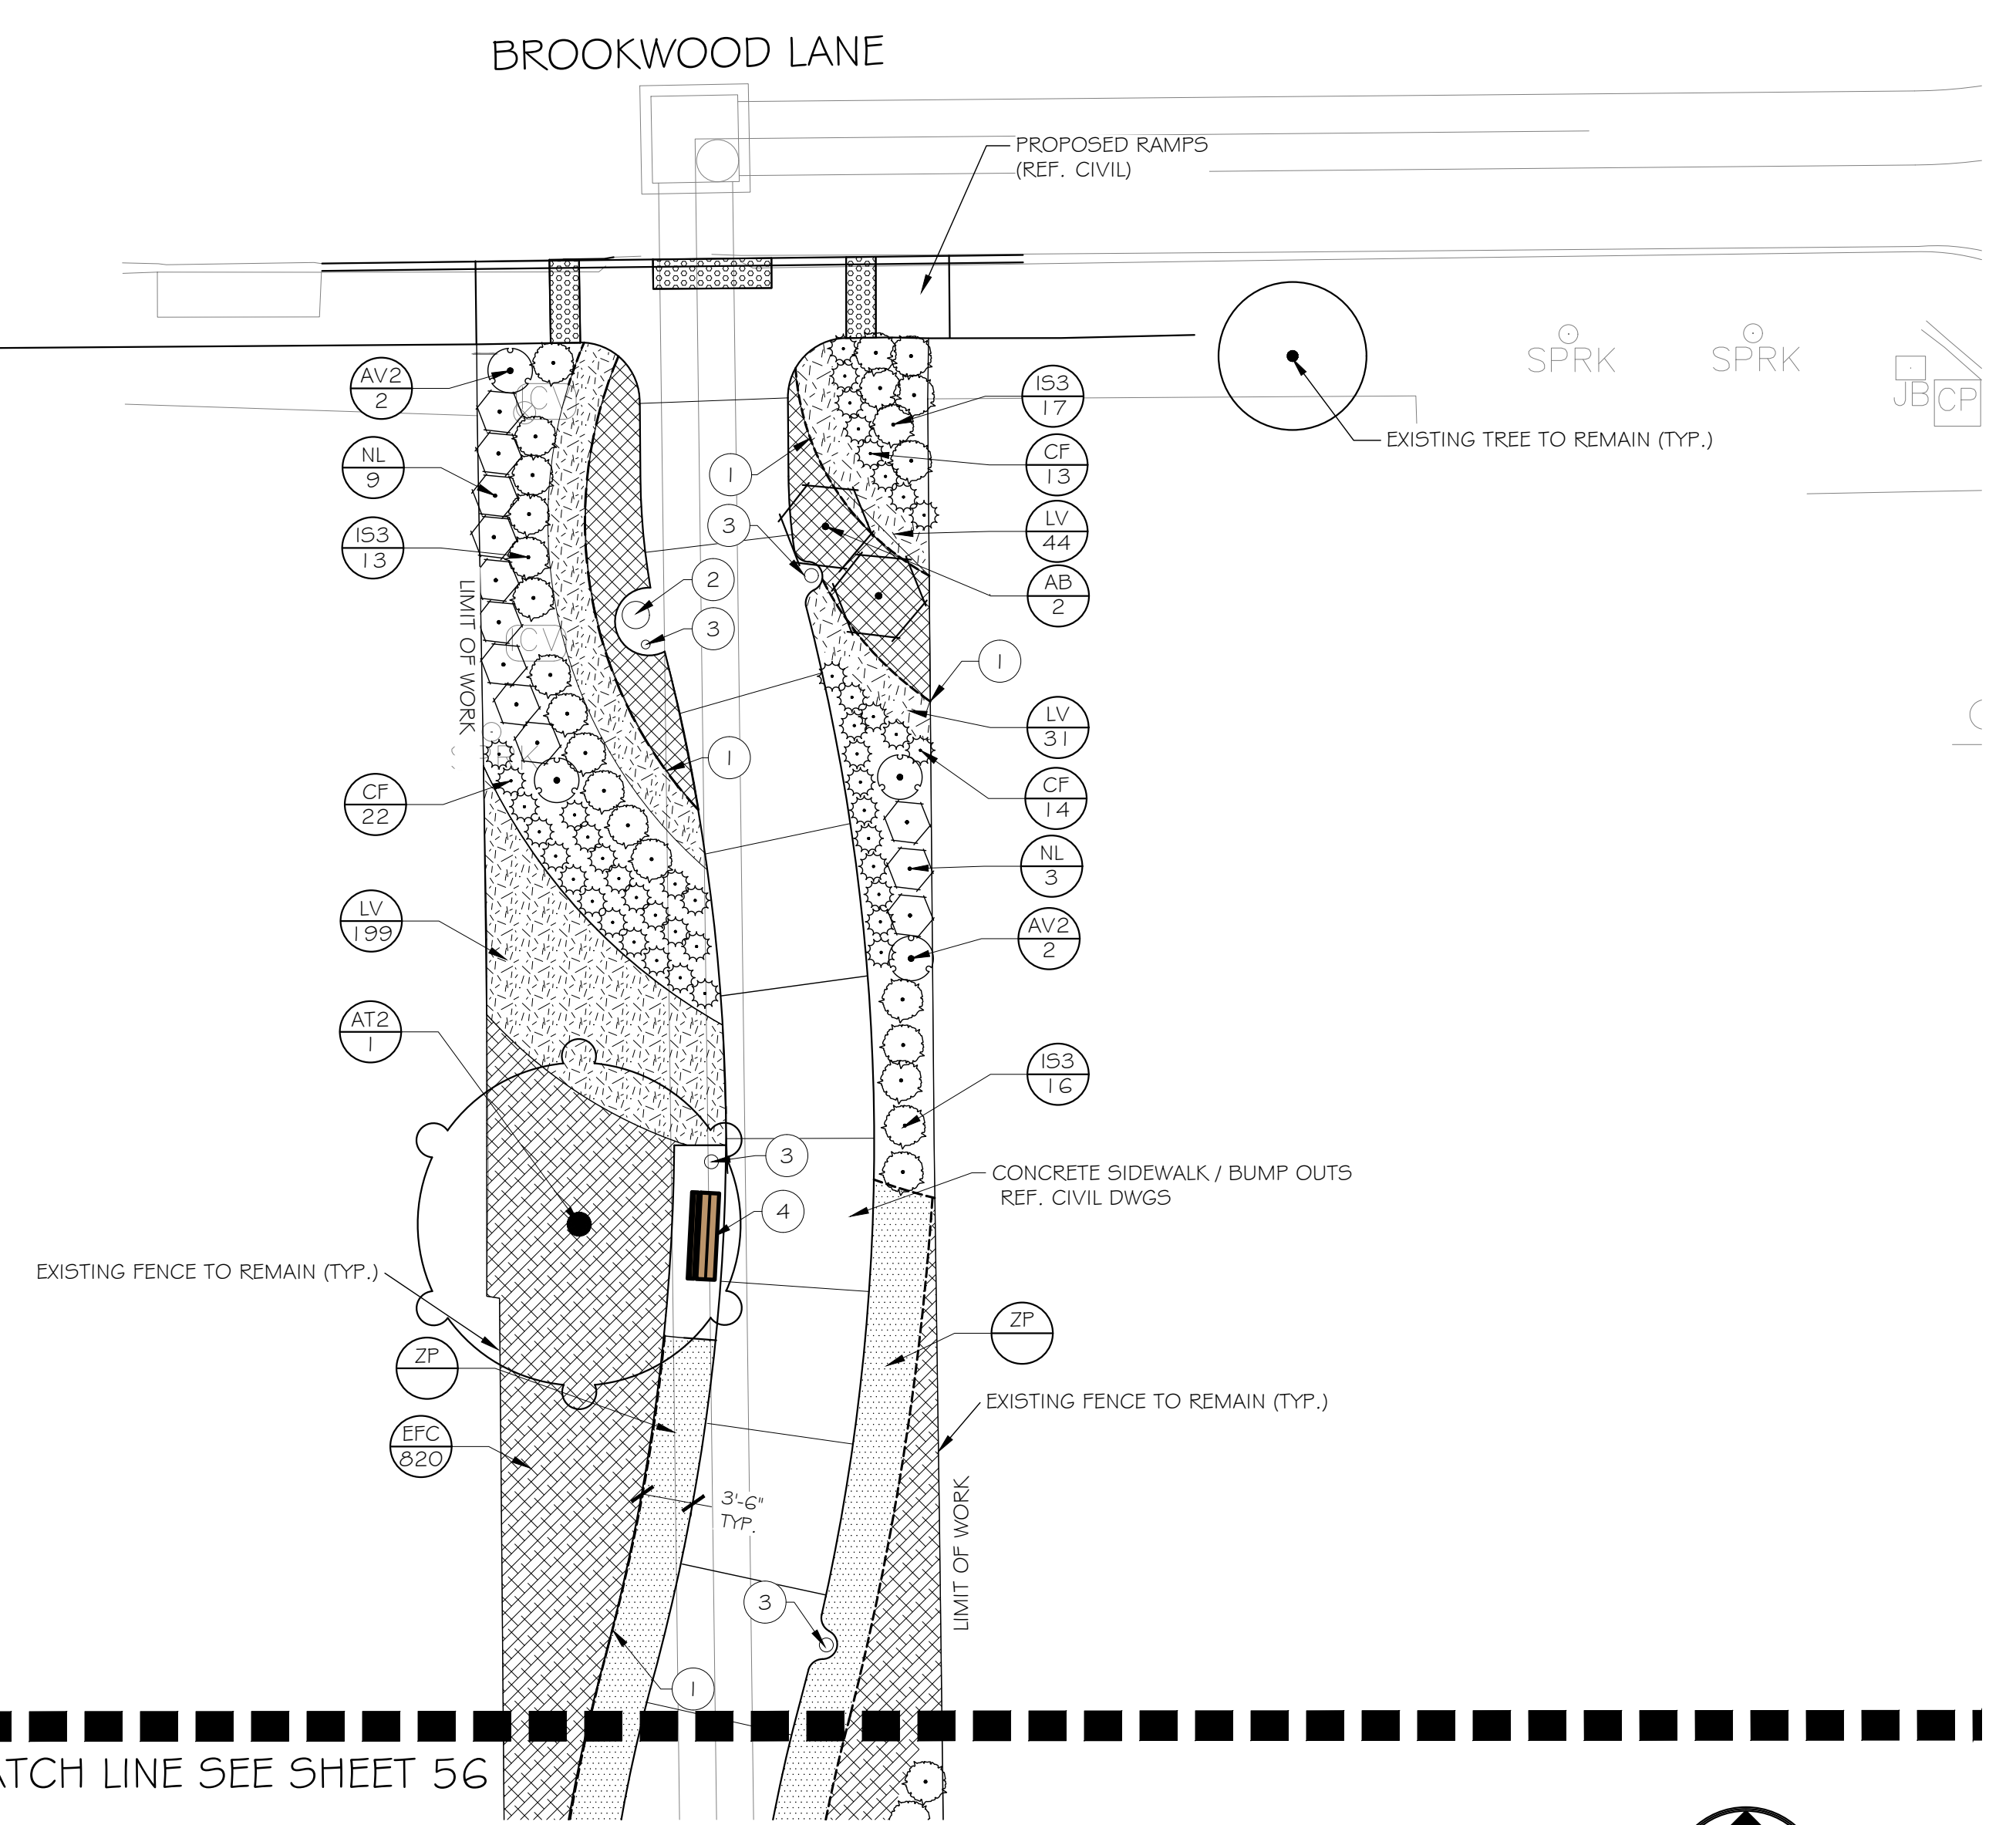 BROOKWOOD LANE
PROPOSED RAMPS
(REF. CIVIL)
SPRK
SPRK
JB
CP
EXISTING TREE TO REMAIN (TYP.)
AV2
2
NL
9
IS3
13
LIMIT OF WORK
CF
22
LV
199
AT2
1
EXISTING FENCE TO REMAIN (TYP.)
ZP
EFC
820
1
3
2
3
1
3
4
3'-6"
TYP.
3
1
IS3
17
CF
13
LV
44
AB
2
1
LV
31
CF
14
NL
3
AV2
2
IS3
16
CONCRETE SIDEWALK / BUMP OUTS
REF. CIVIL DWGS
ZP
EXISTING FENCE TO REMAIN (TYP.)
LIMIT OF WORK
ATCH LINE SEE SHEET 56